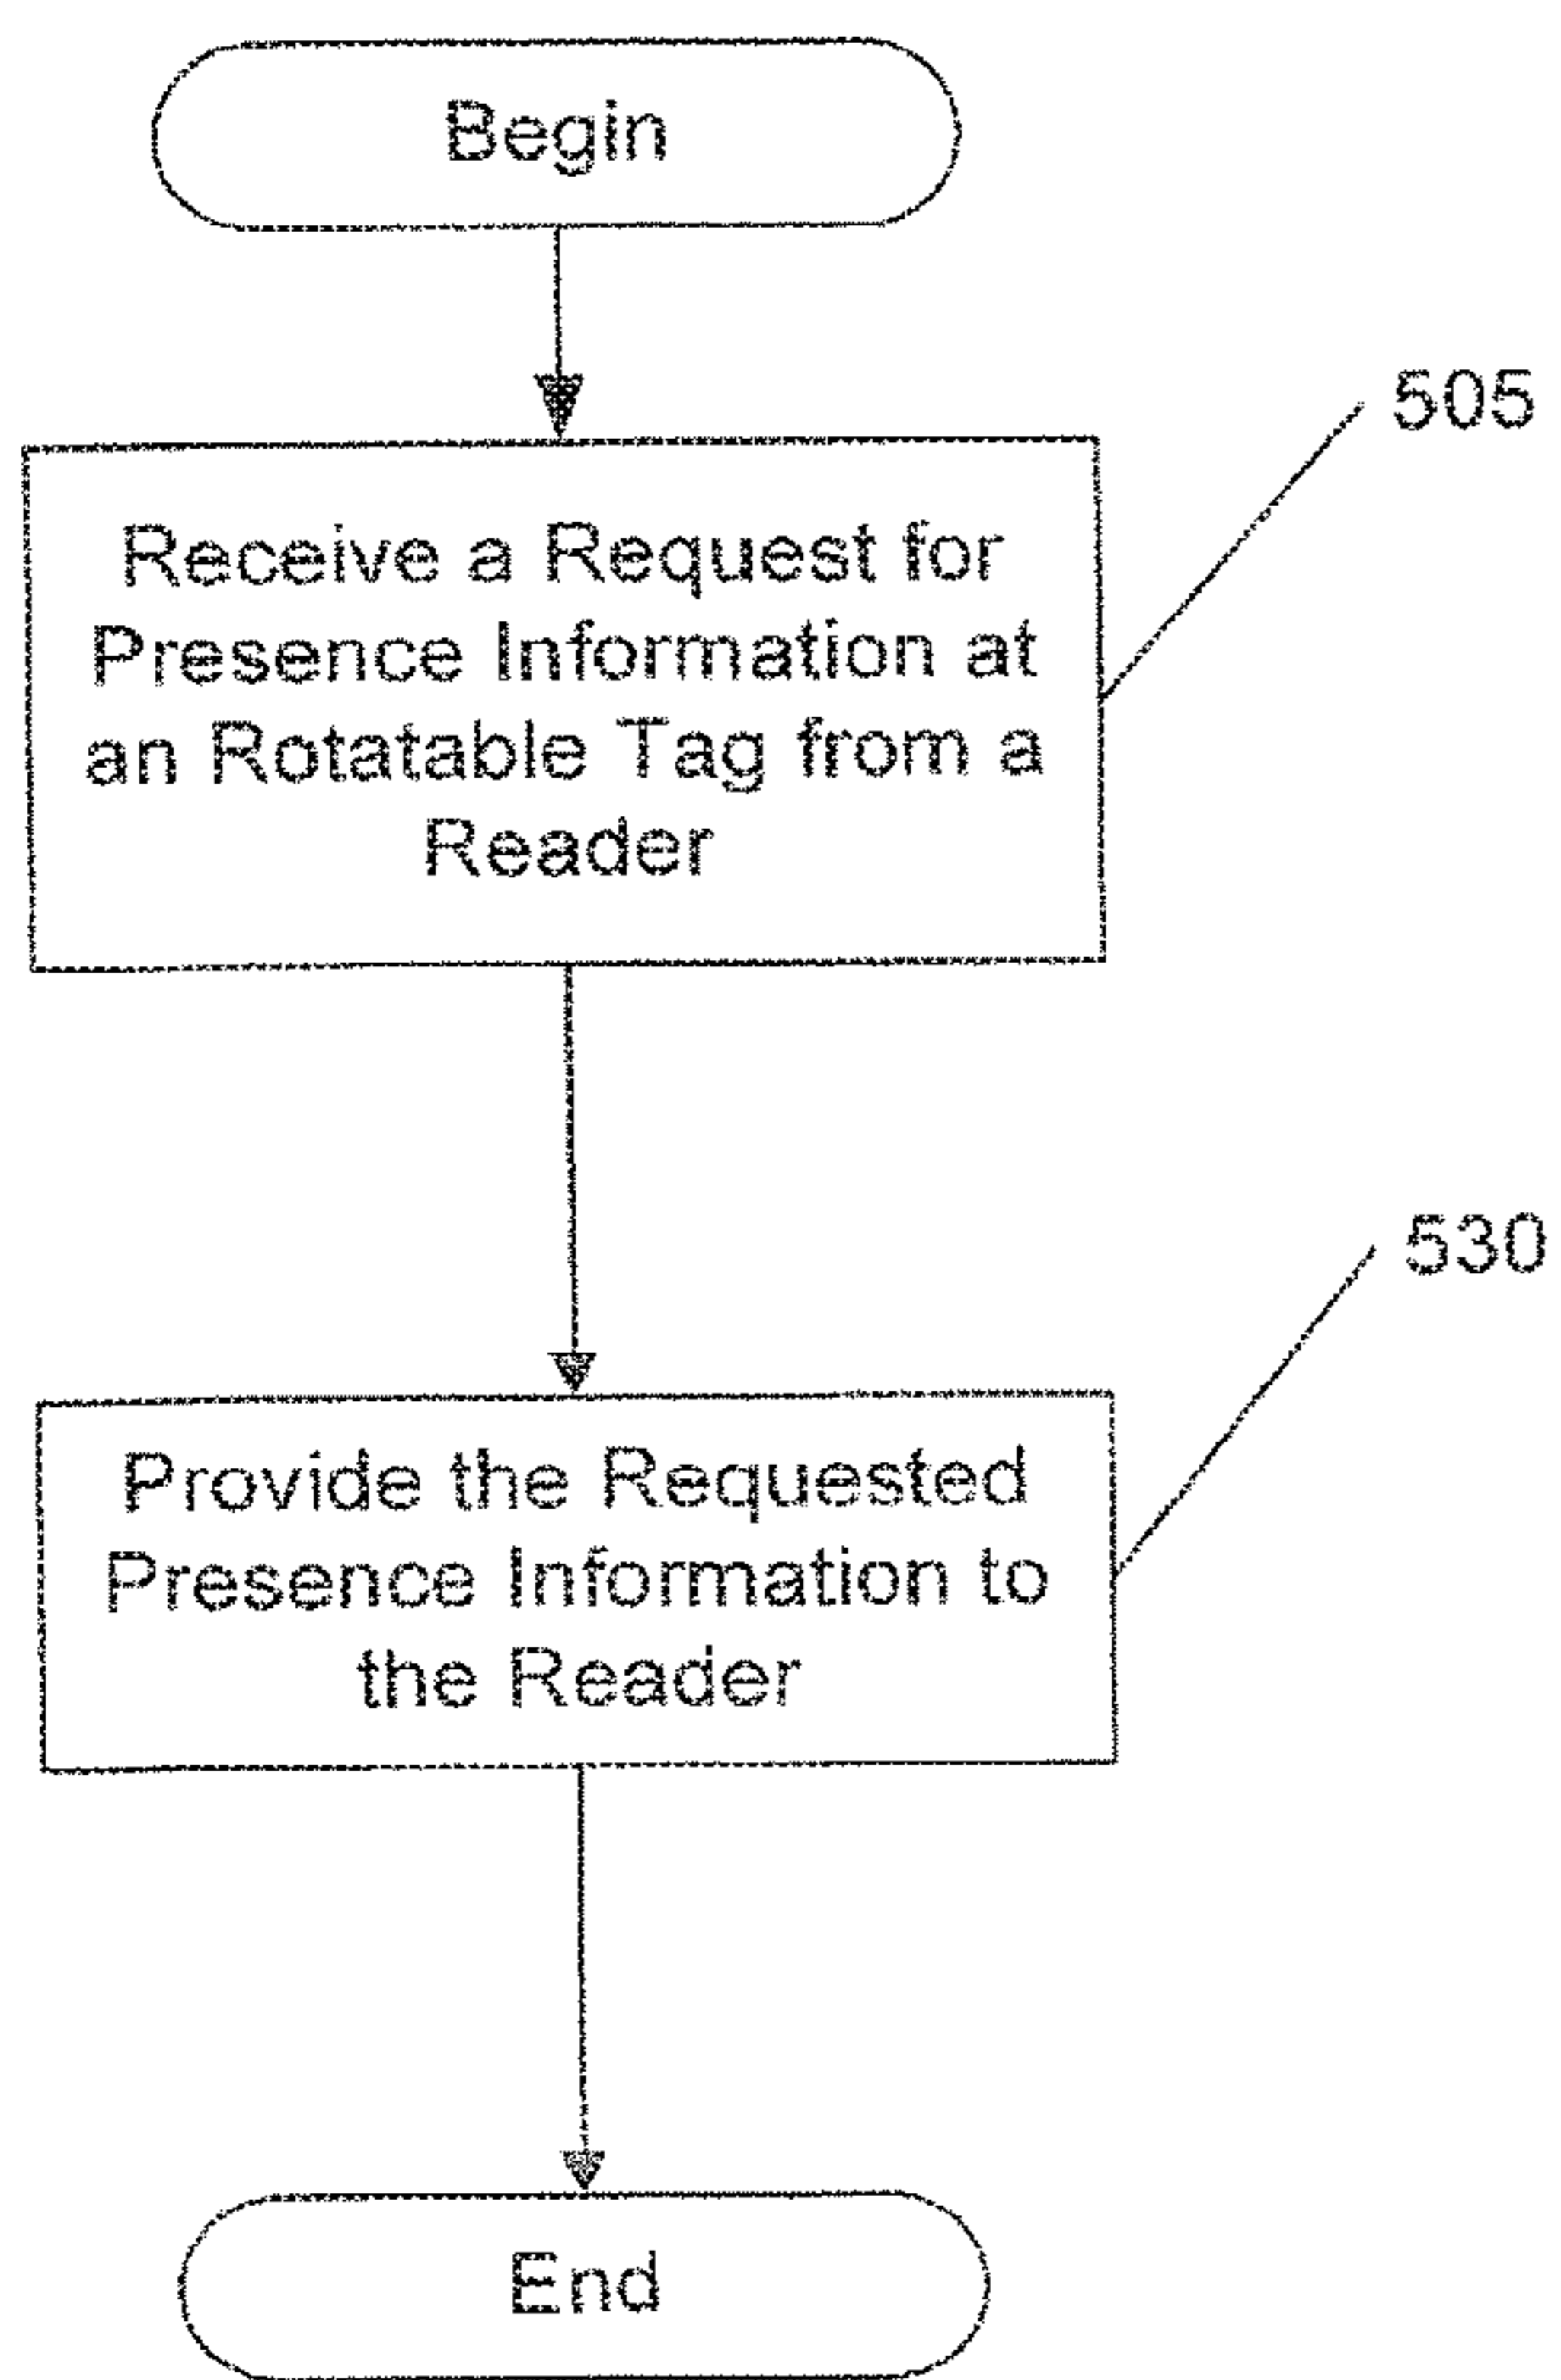 Begin
505
Receive a Request for
Presence Information at
an Rotatable Tag from a
Reader
530
Provide the Requested
Presence Information to
the Reader
End